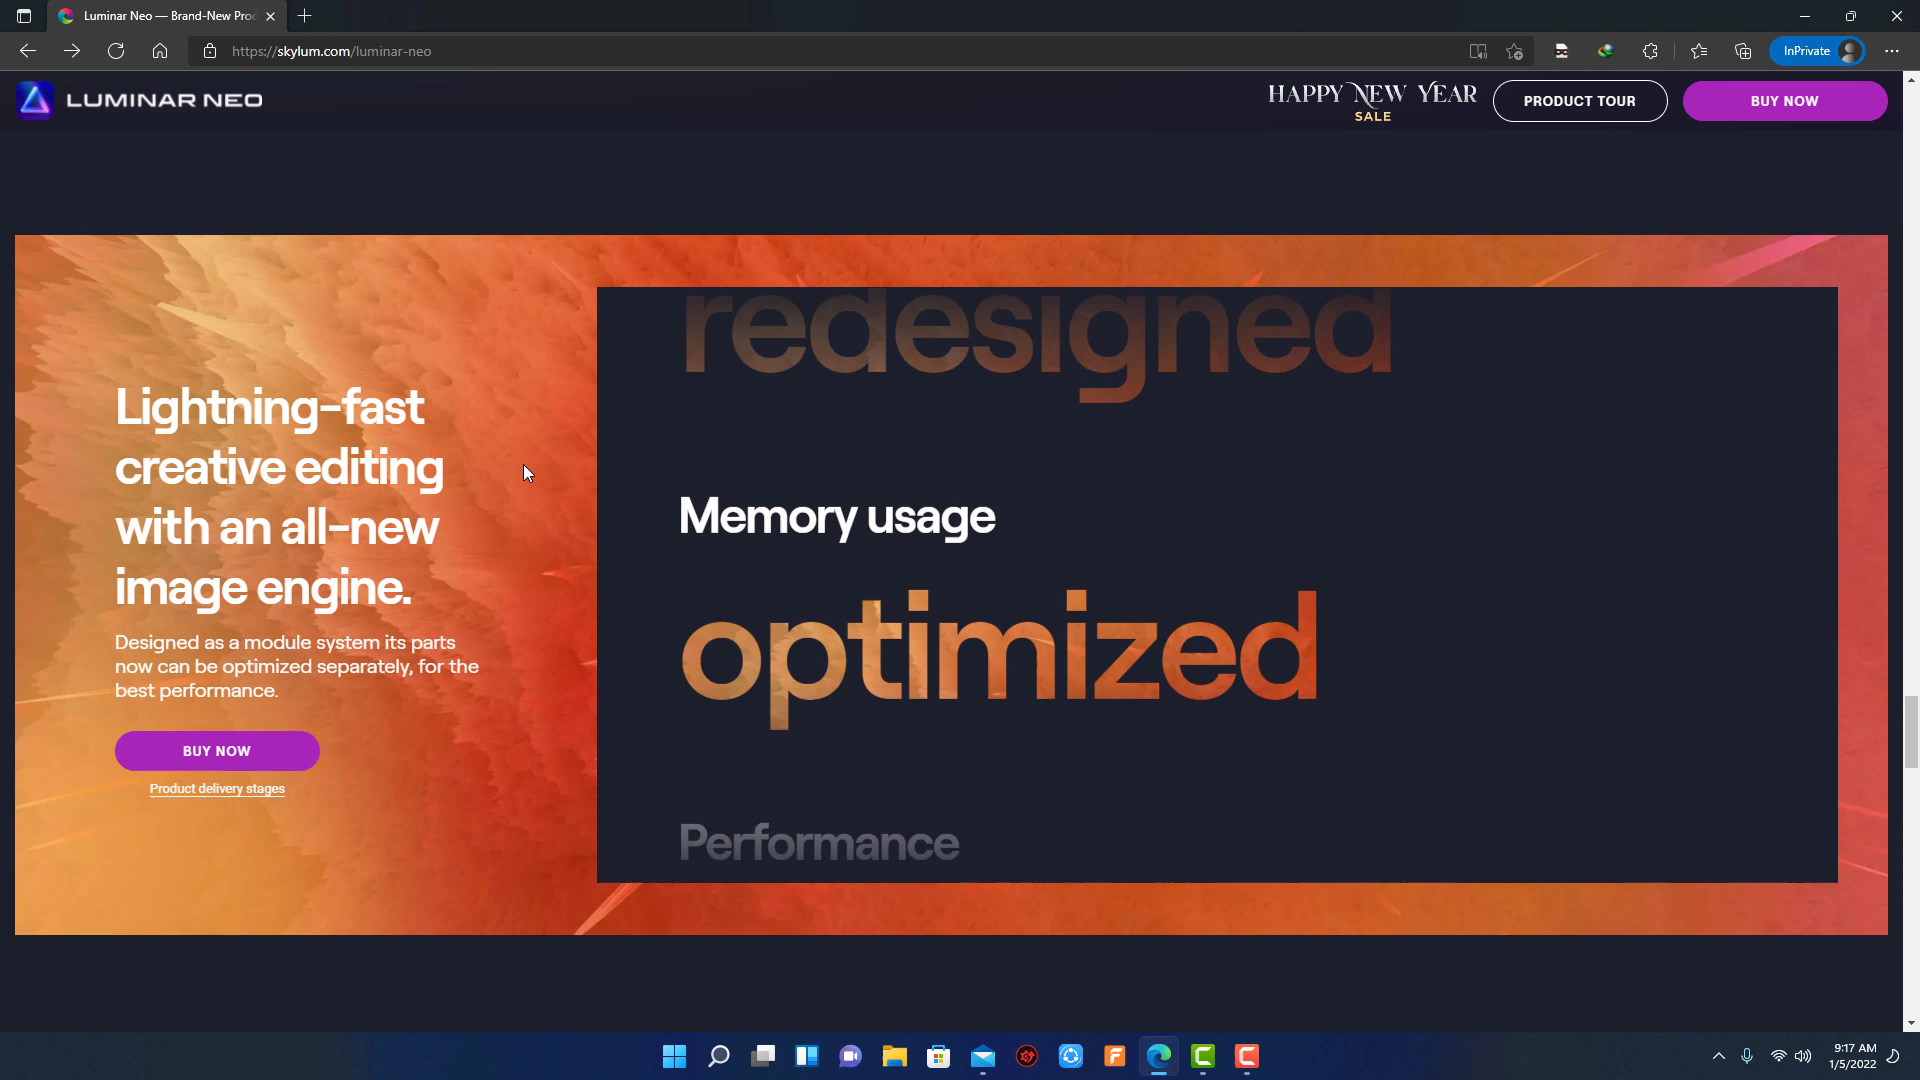 Luminar Neo — Brand-New Prod
https://skylum.com/luminar-neo
InPrivate
LUMINAR NEO
HAPPY NEW YEAR
SALE
PRODUCT TOUR
BUY NOW
redesigned
Lightning-fast
creative editing
with an all-new
image engine.
Designed as a module system its parts
now can be optimized separately, for the
best performance.
BUY NOW
Product delivery stages
Memory usage
optimized
Performance
9:17 AM
1/5/2022